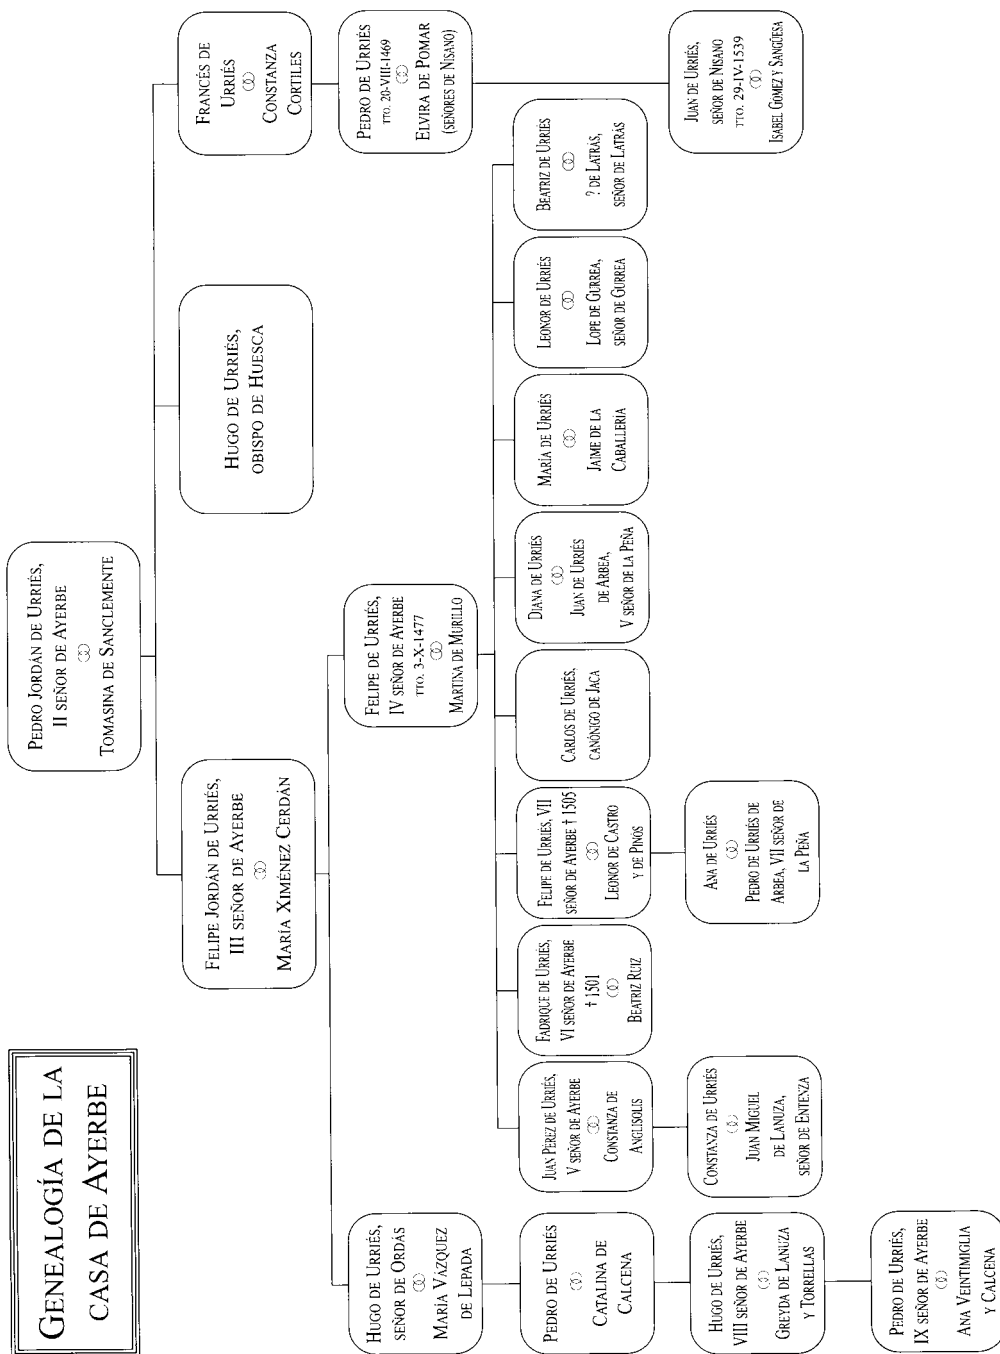 GENEALOGÍA DE LA
CASA DE AYERBE
PEDRO JORDÁN DE URRIÉS,
II SEÑOR DE AYERBE
TOMASINA DE SANCLEMENTE
FELIPE JORDÁN DE URRIÉS,
III SEÑOR DE AYERBE
MARÍA XIMÉNEZ CERDÁN
HUGO DE URRIÉS,
OBISPO DE HUESCA
FRANCÉS DE
URRIÉS
CONSTANZA
CORTILES
HUGO DE URRIÉS,
SEÑOR DE ORDÁS
MARÍA VÁZQUEZ
DE LEPADA
FELIPE DE URRIÉS,
IV SEÑOR DE AYERBE
TTO. 3-X-1477
MARTINA DE MURILLO
PEDRO DE URRIÉS
TTO. 20-VIII-1469
ELVIRA DE POMAR
(SEÑORES DE NISANO)
PEDRO DE URRIÉS
CATALINA DE
CALCENA
JUAN PÉREZ DE URRIÉS,
V SEÑOR DE AYERBE
CONSTANZA DE
ANGLISOLIS
FADRIQUE DE URRIÉS,
VI SEÑOR DE AYERBE
† 1501
BEATRIZ RUIZ
FELIPE DE URRIÉS, VII
SEÑOR DE AYERBE † 1505
LEONOR DE CASTRO
Y DE PINÓS
CARLOS DE URRIÉS,
CANÓNIGO DE JACA
DIANA DE URRIÉS
JUAN DE URRIÉS
DE ARBEA,
V SEÑOR DE LA PEÑA
MARÍA DE URRIÉS
JAIME DE LA
CABALLERÍA
LEONOR DE URRIÉS
LOPE DE GURREA,
SEÑOR DE GURREA
BEATRIZ DE URRIÉS
? DE LATRÁS,
SEÑOR DE LATRÁS
HUGO DE URRIÉS,
VIII SEÑOR DE AYERBE
GREYDA DE LANUZA
Y TORRELLAS
CONSTANZA DE URRIÉS
JUAN MIGUEL
DE LANUZA,
SEÑOR DE ENTENZA
ANA DE URRIÉS
PEDRO DE URRIÉS DE
ARBEA, VII SEÑOR DE
LA PEÑA
JUAN DE URRIÉS,
SEÑOR DE NISANO
TTO. 29-IV-1539
ISABEL GOMEZ Y SANGÜESA
PEDRO DE URRIÉS,
IX SEÑOR DE AYERBE
ANA VEINTIMIGLIA
Y CALCENA